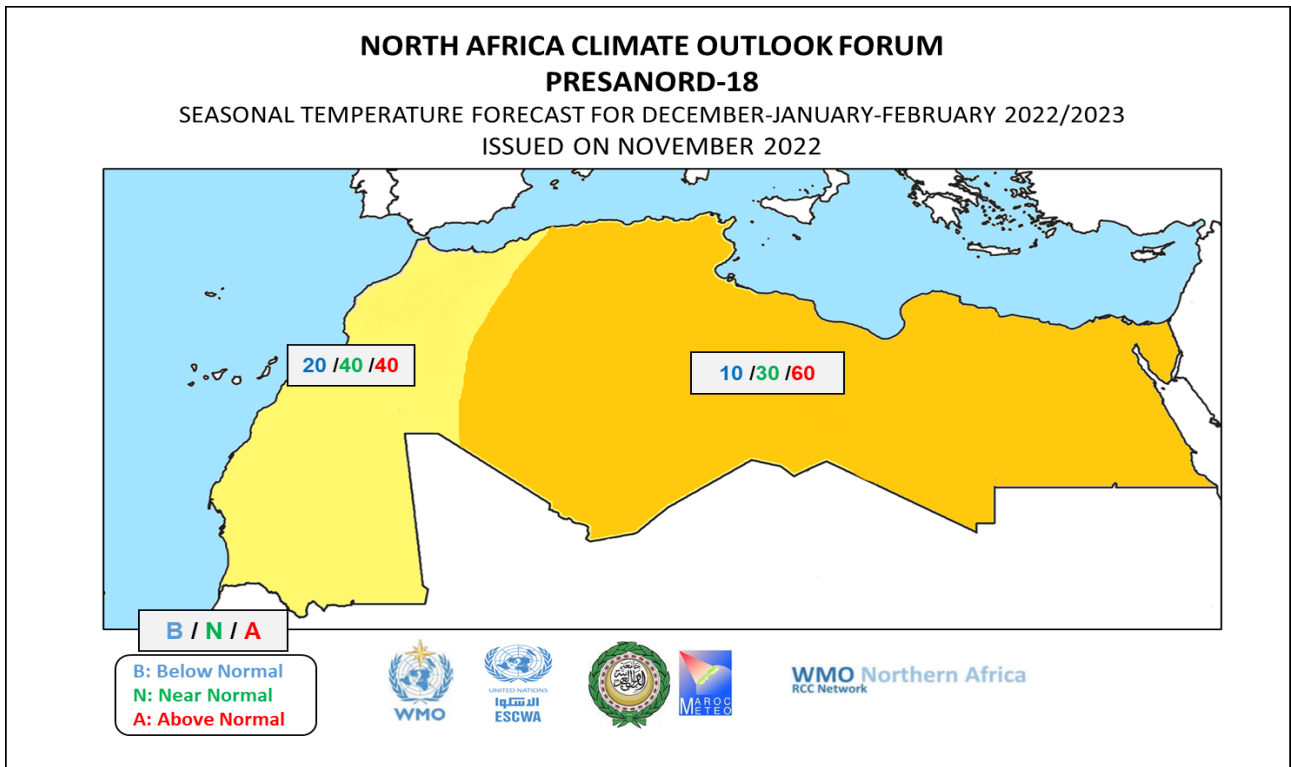 NORTH AFRICA CLIMATE OUTLOOK FORUM
PRESANORD-18
SEASONAL TEMPERATURE FORECAST FOR DECEMBER-JANUARY-FEBRUARY 2022/2023
ISSUED ON NOVEMBER 2022
20 /40 /40
10 /30 /60
B / N / A
B: Below Normal
N: Near Normal
A: Above Normal
WMO
UNITED NATIONS
الاسكوا
ESCWA
MAROC
METEO
WMO Northern Africa
RCC Network